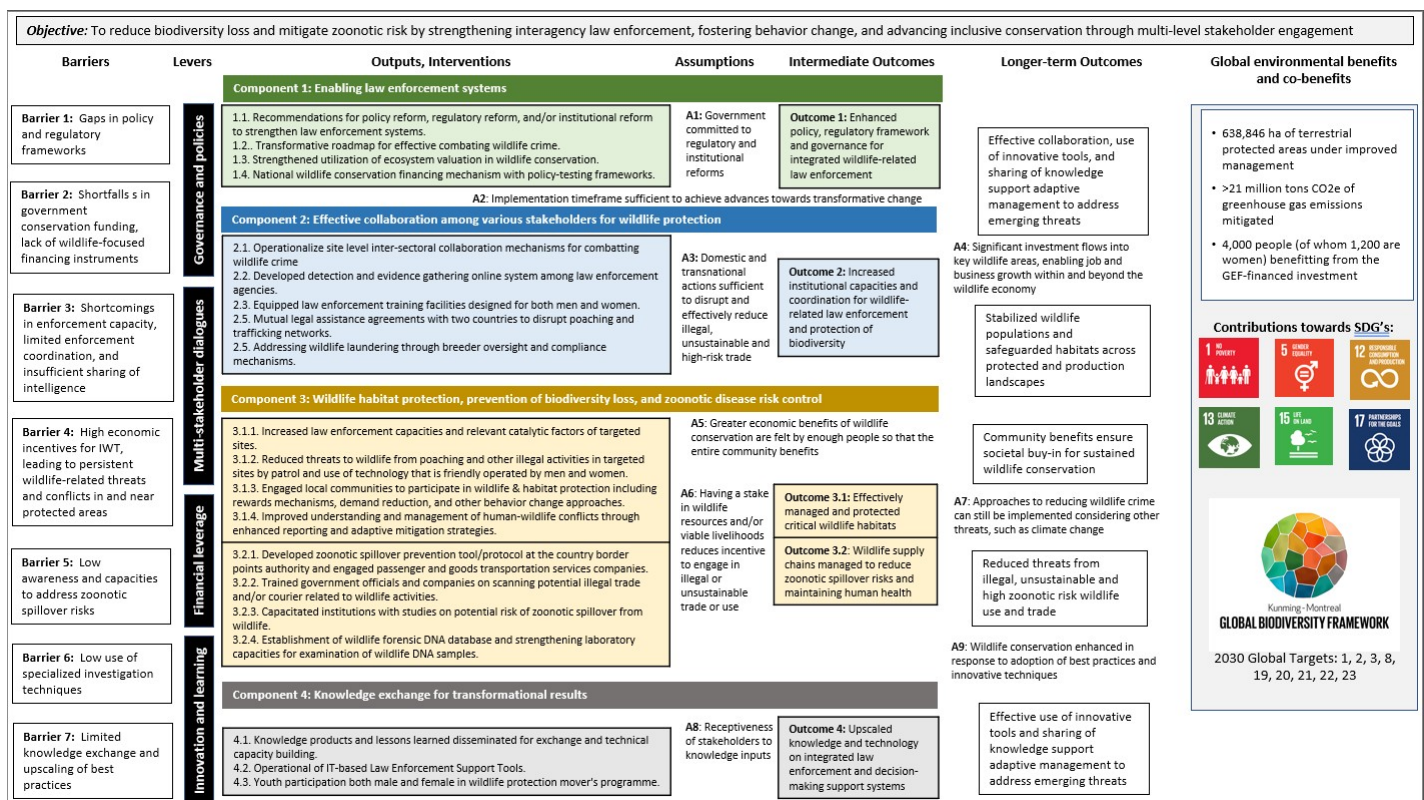 Objective: To reduce biodiversity loss and mitigate zoonotic risk by strengthening interagency law enforcement, fostering behavior change, and advancing inclusive conservation through multi-level stakeholder engagement
Barriers
Levers
Outputs, Interventions
Assumptions
Intermediate Outcomes
Longer-term Outcomes
Global environmental benefits
and co-benefits
Barrier 1: Gaps in policy
and regulatory
frameworks
Barrier 2: Shortfalls s in
government
conservation funding,
lack of wildlife-focused
financing instruments
Barrier 3: Shortcomings
in enforcement capacity,
limited enforcement
coordination, and
insufficient sharing of
intelligence
Barrier 4: High economic
incentives for IWT,
leading to persistent
wildlife-related threats
and conflicts in and near
protected areas
Barrier 5: Low
awareness and capacities
to address zoonotic
spillover risks
Barrier 6: Low use of
specialized investigation
techniques
Barrier 7: Limited
knowledge exchange and
upscaling of best
practices
Governance and policies
Multi-stakeholder dialogues
Financial leverage
Innovation and learning
Component 1: Enabling law enforcement systems
1.1. Recommendations for policy reform, regulatory reform, and/or institutional reform
to strengthen law enforcement systems.
1.2.. Transformative roadmap for effective combating wildlife crime.
1.3. Strengthened utilization of ecosystem valuation in wildlife conservation.
1.4. National wildlife conservation financing mechanism with policy-testing frameworks.
A1: Government
committed to
regulatory and
institutional
reforms
Outcome 1: Enhanced
policy, regulatory framework
and governance for
integrated wildlife-related
law enforcement
A2: Implementation timeframe sufficient to achieve advances towards transformative change
Component 2: Effective collaboration among various stakeholders for wildlife protection
2.1. Operationalize site level inter-sectoral collaboration mechanisms for combatting
wildlife crime
2.2. Developed detection and evidence gathering online system among law enforcement
agencies.
2.3. Equipped law enforcement training facilities designed for both men and women.
2.5. Mutual legal assistance agreements with two countries to disrupt poaching and
trafficking networks.
2.5. Addressing wildlife laundering through breeder oversight and compliance
mechanisms.
A3: Domestic and
transnational
actions sufficient
to disrupt and
effectively reduce
illegal,
unsustainable and
high-risk trade
Outcome 2: Increased
institutional capacities and
coordination for wildlife-
related law enforcement
and protection of
biodiversity
Component 3: Wildlife habitat protection, prevention of biodiversity loss, and zoonotic disease risk control
3.1.1. Increased law enforcement capacities and relevant catalytic factors of targeted
sites.
3.1.2. Reduced threats to wildlife from poaching and other illegal activities in targeted
sites by patrol and use of technology that is friendly operated by men and women.
3.1.3. Engaged local communities to participate in wildlife & habitat protection including
rewards mechanisms, demand reduction, and other behavior change approaches.
3.1.4. Improved understanding and management of human-wildlife conflicts through
enhanced reporting and adaptive mitigation strategies.
3.2.1. Developed zoonotic spillover prevention tool/protocol at the country border
points authority and engaged passenger and goods transportation services companies.
3.2.2. Trained government officials and companies on scanning potential illegal trade
and/or courier related to wildlife activities.
3.2.3. Capacitated institutions with studies on potential risk of zoonotic spillover from
wildlife.
3.2.4. Establishment of wildlife forensic DNA database and strengthening laboratory
capacities for examination of wildlife DNA samples.
A5: Greater economic benefits of wildlife
conservation are felt by enough people so that the
entire community benefits
A6: Having a stake
in wildlife
resources and/or
viable livelihoods
reduces incentive
to engage in
illegal or
unsustainable
trade or use
Outcome 3.1: Effectively
managed and protected
critical wildlife habitats
Outcome 3.2: Wildlife supply
chains managed to reduce
zoonotic spillover risks and
maintaining human health
Component 4: Knowledge exchange for transformational results
4.1. Knowledge products and lessons learned disseminated for exchange and technical
capacity building.
4.2. Operational of IT-based Law Enforcement Support Tools.
4.3. Youth participation both male and female in wildlife protection mover's programme.
A8: Receptiveness
of stakeholders to
knowledge inputs
Outcome 4: Upscaled
knowledge and technology
on integrated law
enforcement and decision-
making support systems
Effective collaboration, use
of innovative tools, and
sharing of knowledge
support adaptive
management to address
emerging threats
A4: Significant investment flows into
key wildlife areas, enabling job and
business growth within and beyond the
wildlife economy
Stabilized wildlife
populations and
safeguarded habitats across
protected and production
landscapes
Community benefits ensure
societal buy-in for sustained
wildlife conservation
A7: Approaches to reducing wildlife crime
can still be implemented considering other
threats, such as climate change
Reduced threats from
illegal, unsustainable and
high zoonotic risk wildlife
use and trade
A9: Wildlife conservation enhanced in
response to adoption of best practices and
innovative techniques
Effective use of innovative
tools and sharing of
knowledge support
adaptive management to
address emerging threats
• 638,846 ha of terrestrial
protected areas under improved
management
• >21 million tons CO2e of
greenhouse gas emissions
mitigated
• 4,000 people (of whom 1,200 are
women) benefitting from the
GEF-financed investment
Contributions towards SDG's:
1 NO
POVERTY
5 GENDER
EQUALITY
12 RESPONSIBLE
CONSUMPTION
AND PRODUCTION
13 CLIMATE
ACTION
15 LIFE
ON LAND
17 PARTNERSHIPS
FOR THE GOALS
Kunming-Montreal
GLOBAL BIODIVERSITY FRAMEWORK
2030 Global Targets: 1, 2, 3, 8,
19, 20, 21, 22, 23